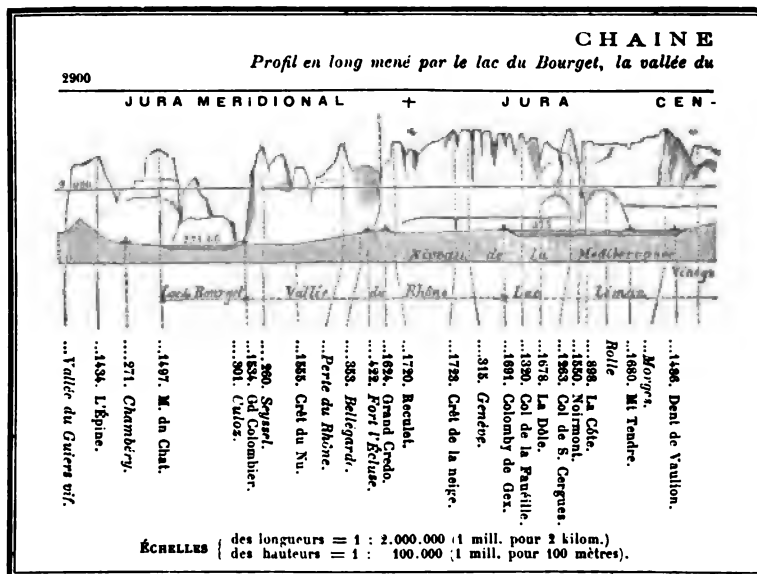 CHAINE
Profil en long mené par le lac du Bourget, la vallée du
2900
JURA MERIDIONAL + JURA CEN-
Niveau de la Mediterranée
Lac d. Bourget Vallée du Rhône Lac Léman
...Vallée du Guiers vif.
...1434. L'Épine.
....271. Chambéry.
...1497. M. du Chat.
...301. Culoz.
...1534. Gd Colombier.
....260. Seyssel.
...1555. Crêt du Nu.
...Perte du Rhône.
...353. Bellegarde.
...422. Fort l'Écluse.
...1624. Grand Credo.
...1720. Reculet.
...1723. Crêt de la neige.
...315. Genève.
...1691. Colomby de Gex.
...1320. Col de la Faucille.
...1678. La Dôle.
...1263. Col de S. Cergues.
...1550. Noirmont.
...898. La Côte.
Rolle
...1680. Mt Tendre.
...Morges.
...1486. Dent de Vaulion.
ÉCHELLES { des longueurs = 1 : 2.000.000 (1 mill. pour 2 kilom.)
des hauteurs = 1 : 100.000 (1 mill. pour 100 mètres).